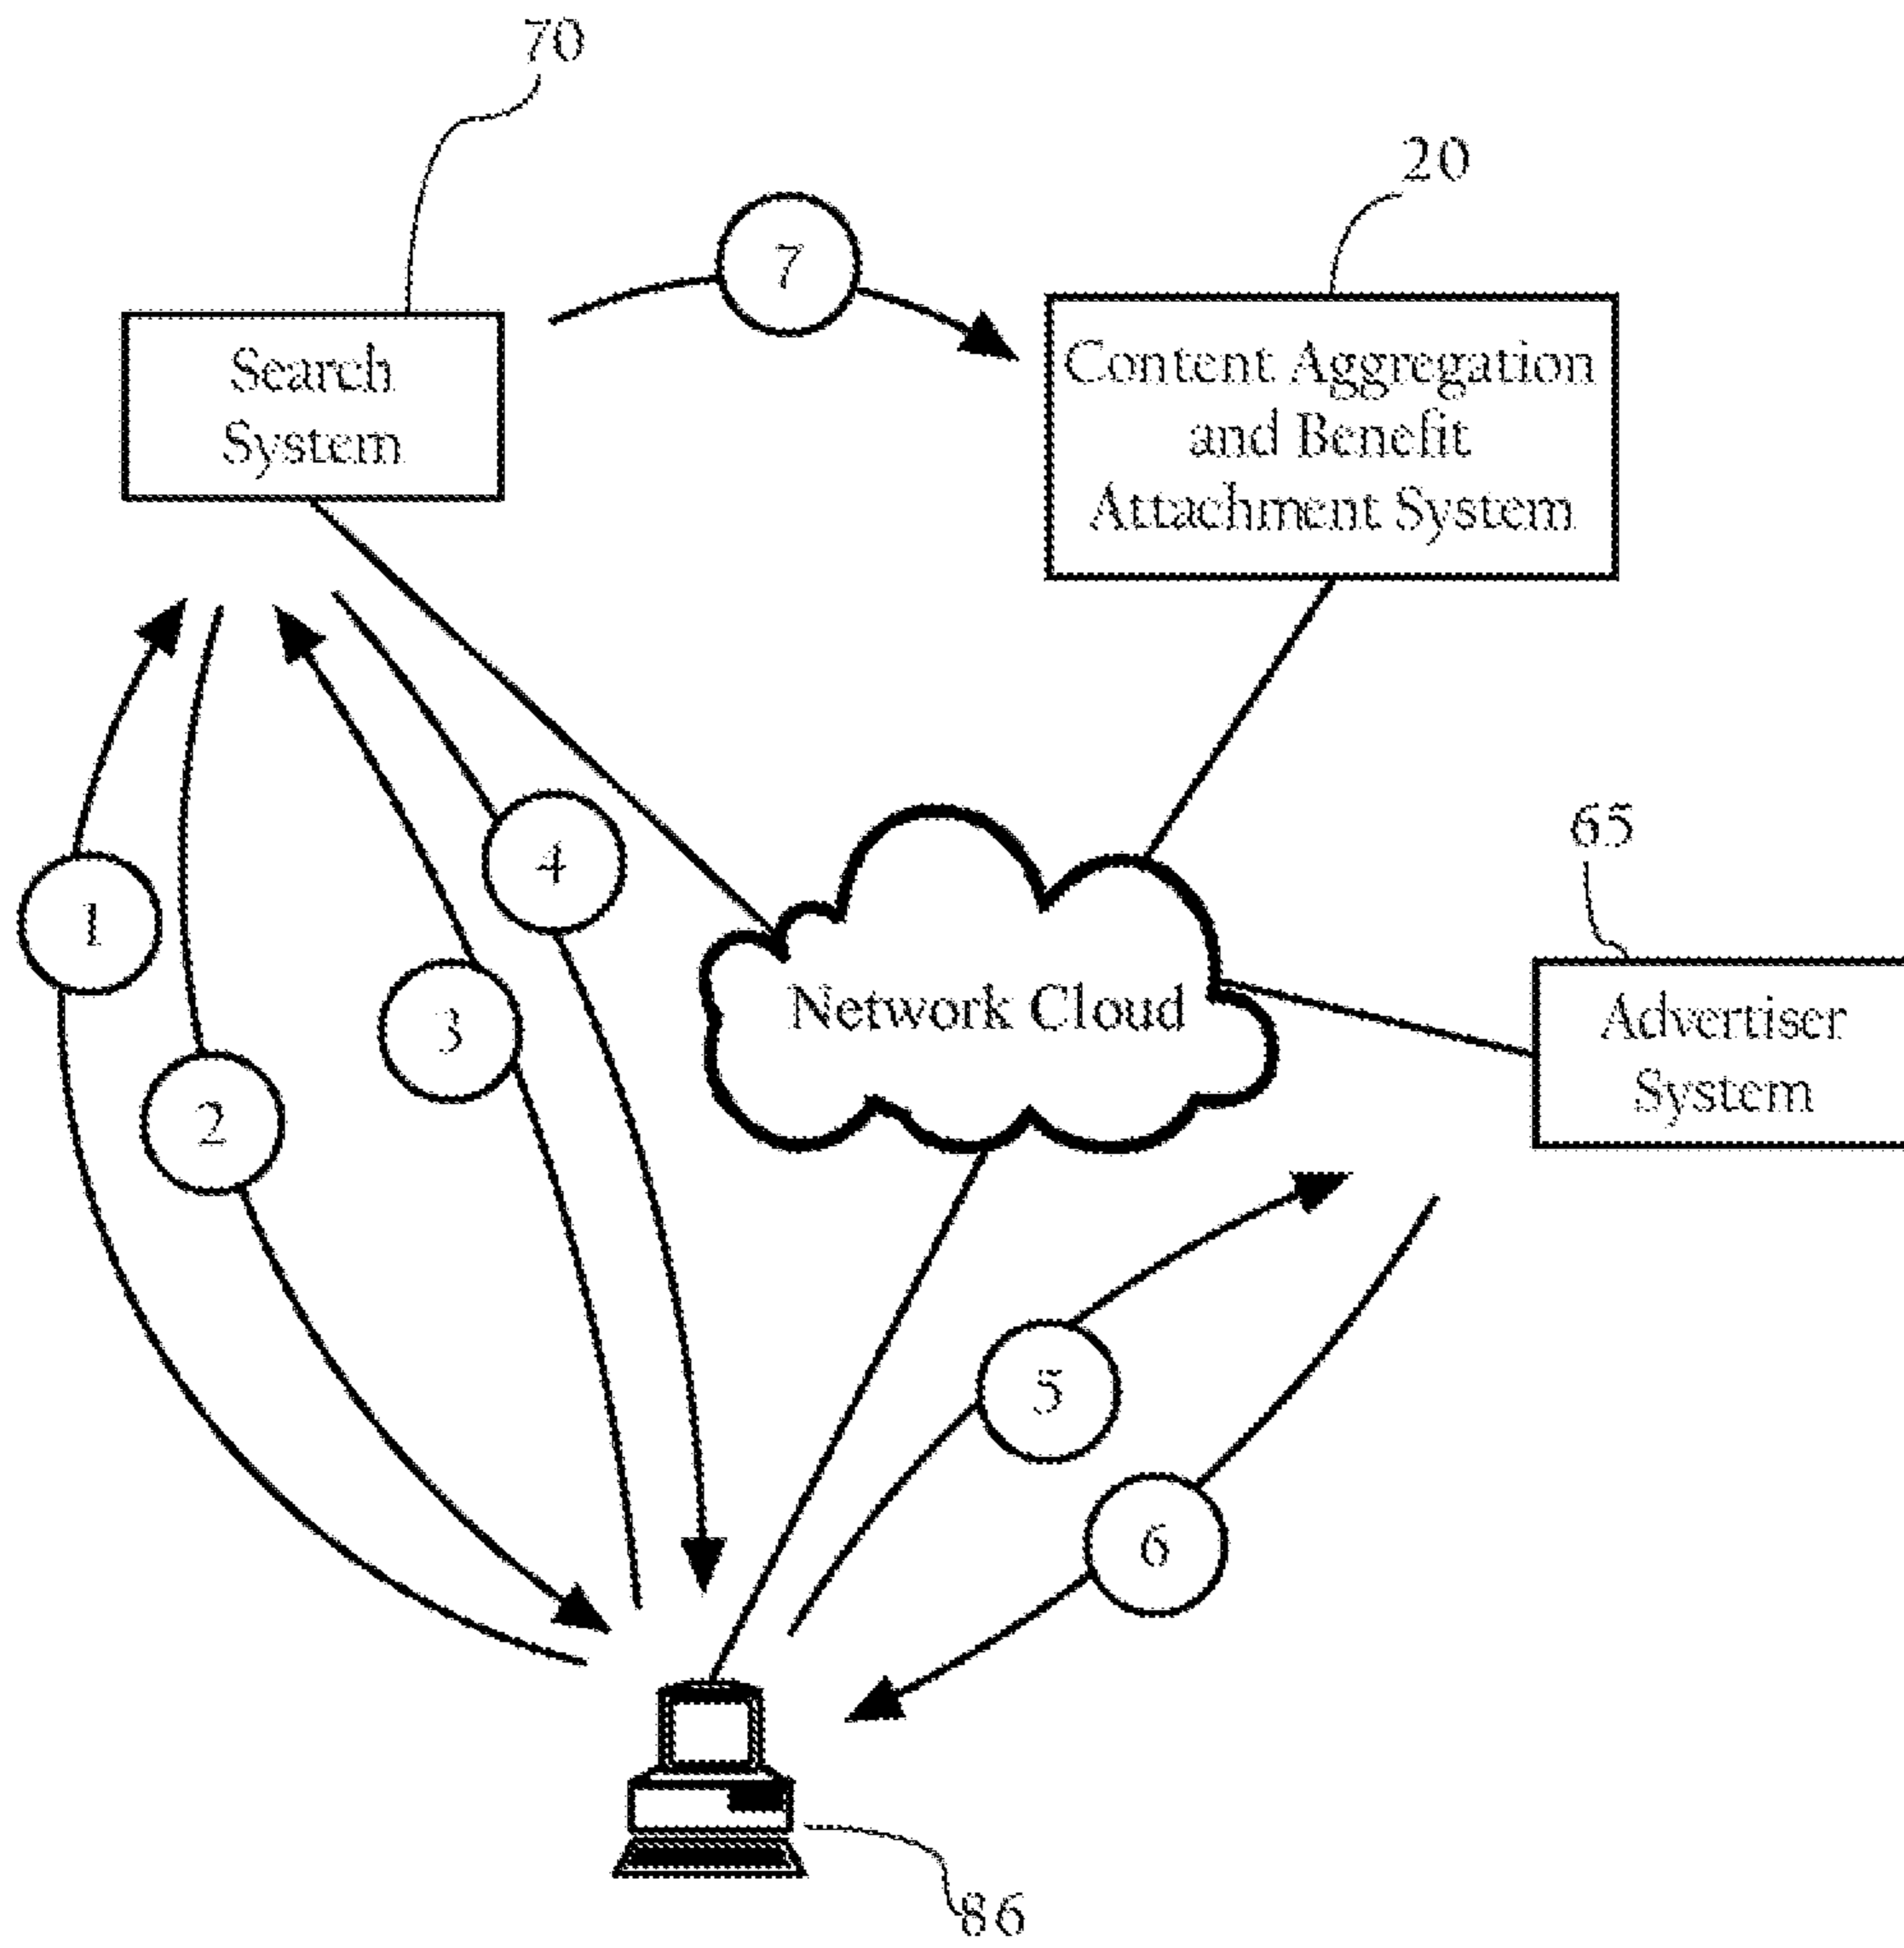 70
20
7
Search
System
Content Aggregation
and Benefit
Attachment System
65
4
1
Network Cloud
3
Advertiser
System
2
5
6
86